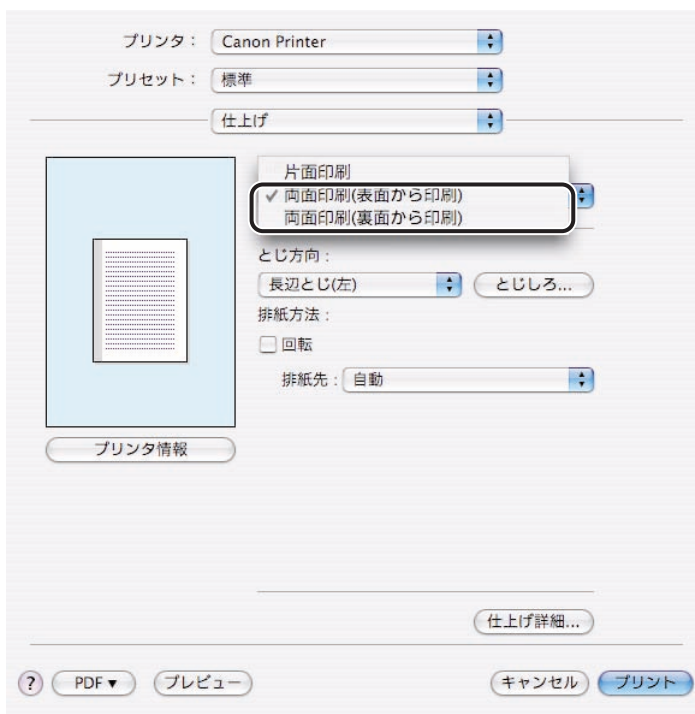 プリンタ： Canon Printer
プリセット： 標準
仕上げ
片面印刷
✓ 両面印刷(表面から印刷)
両面印刷(裏面から印刷)
とじ方向：
長辺とじ(左) とじしろ...
排紙方法：
回転
排紙先： 自動
プリンタ情報
仕上げ詳細...
? PDF▼ プレビュー キャンセル プリント